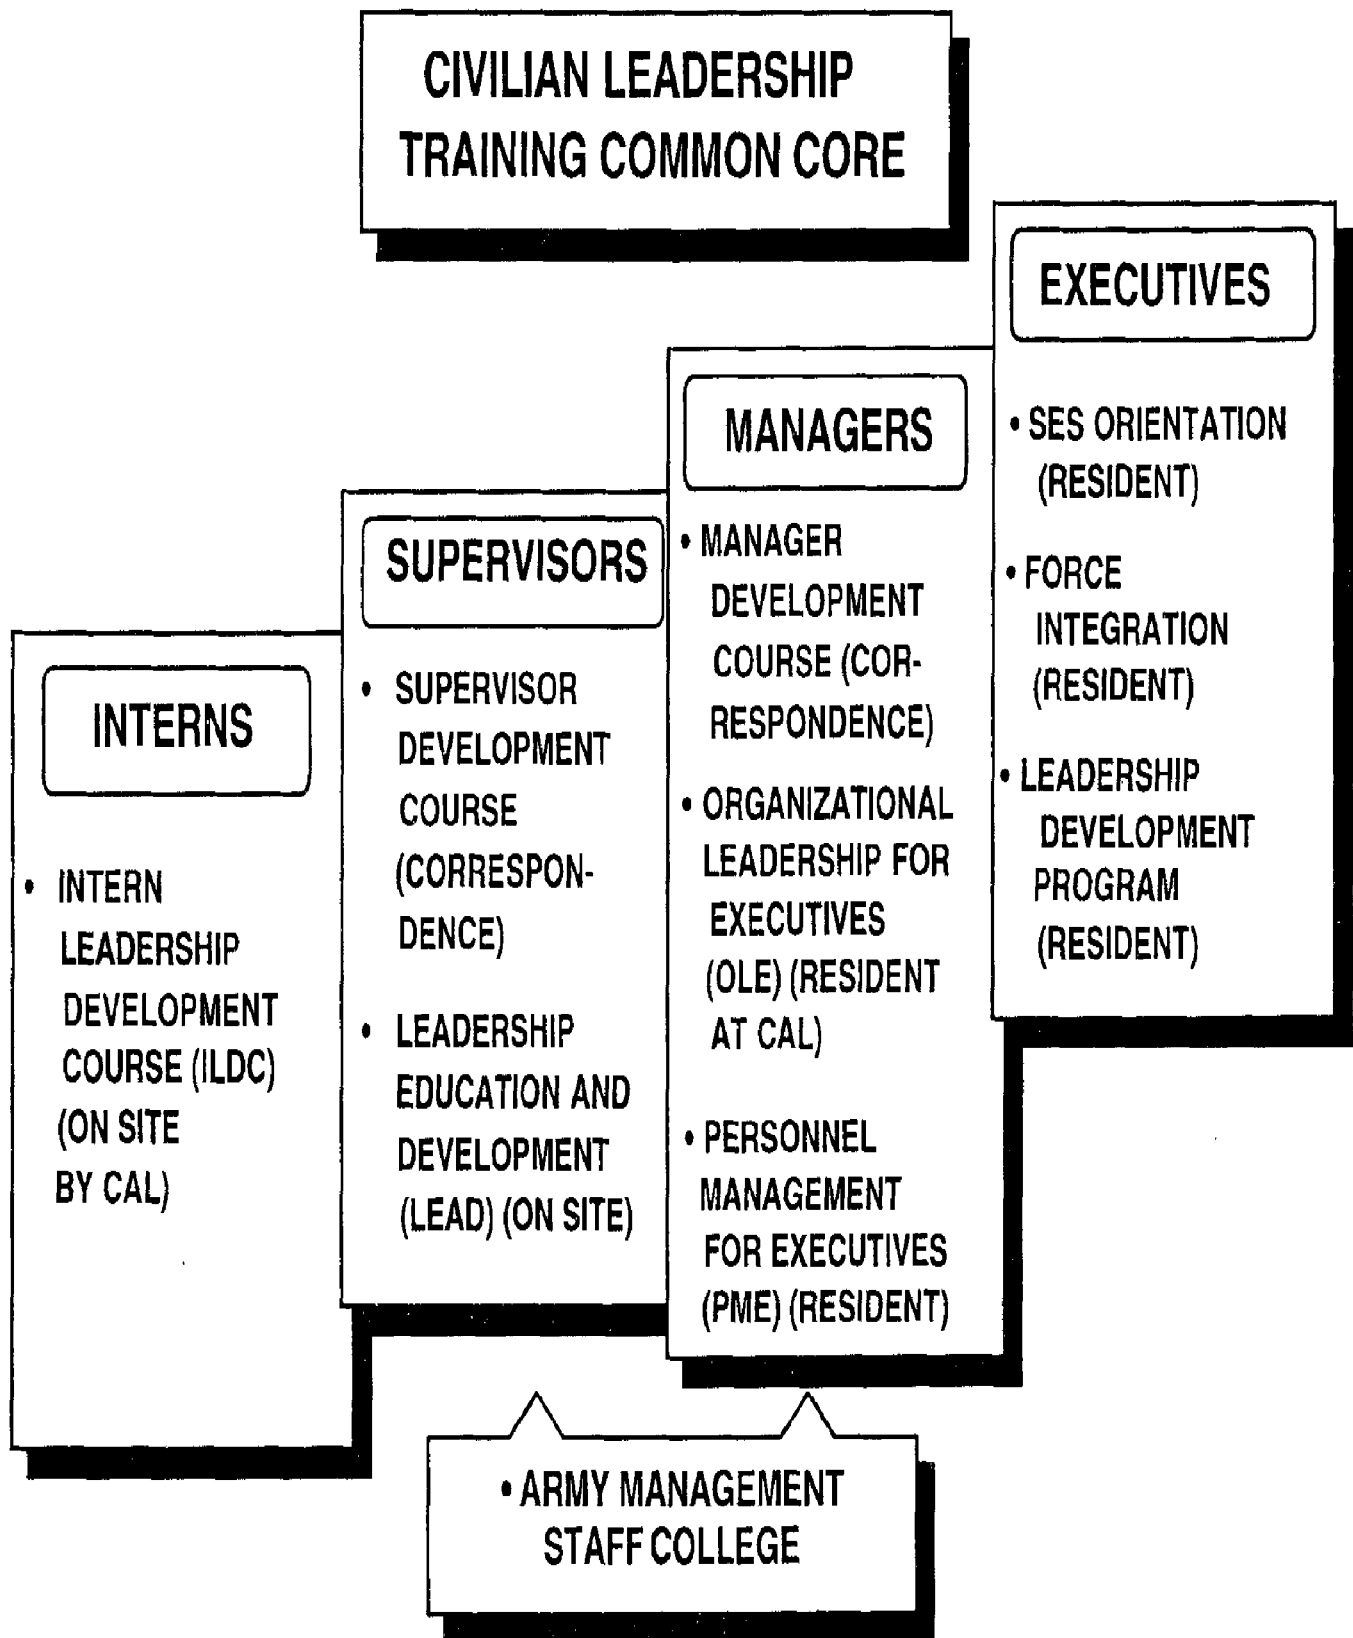 CIVILIAN LEADERSHIP
TRAINING COMMON CORE
INTERNS
• INTERN
LEADERSHIP
DEVELOPMENT
COURSE (ILDC)
(ON SITE
BY CAL)
SUPERVISORS
• SUPERVISOR
DEVELOPMENT
COURSE
(CORRESPON-
DENCE)
• LEADERSHIP
EDUCATION AND
DEVELOPMENT
(LEAD) (ON SITE)
MANAGERS
• MANAGER
DEVELOPMENT
COURSE (COR-
RESPONDENCE)
• ORGANIZATIONAL
LEADERSHIP FOR
EXECUTIVES
(OLE) (RESIDENT
AT CAL)
• PERSONNEL
MANAGEMENT
FOR EXECUTIVES
(PME) (RESIDENT)
EXECUTIVES
• SES ORIENTATION
(RESIDENT)
• FORCE
INTEGRATION
(RESIDENT)
• LEADERSHIP
DEVELOPMENT
PROGRAM
(RESIDENT)
• ARMY MANAGEMENT
STAFF COLLEGE